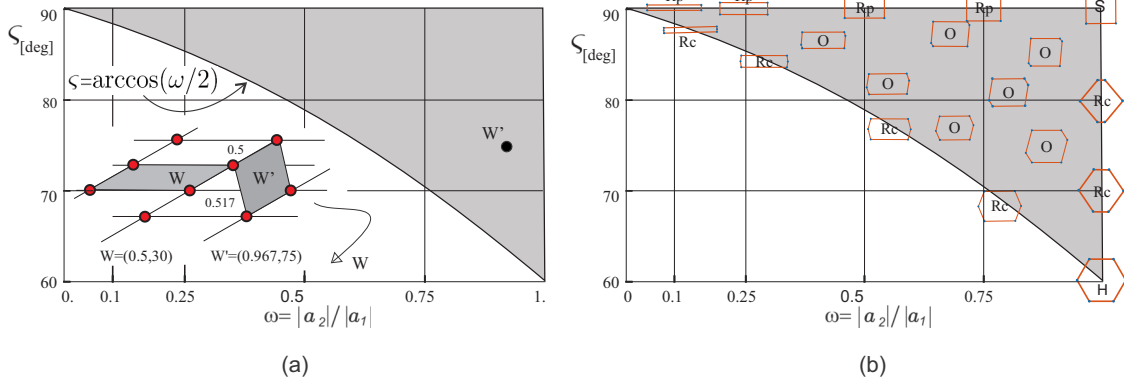 90
ς[deg]
ς=arccos(ω/2)
80
W'
0.5
W
W'
70
0.517
W=(0.5,30)
W'=(0.967,75)
W
60
0. 0.1 0.25 0.5 0.75 1.
ω=|a₂|/|a₁|
(a)
90
Rp Rp Rp Rp S
ς[deg]
Rc O O O
Rc
O O
80
Rc
Rc O O
70
Rc
Rc
60
H
0. 0.1 0.25 0.5 0.75
ω=|a₂|/|a₁|
(b)